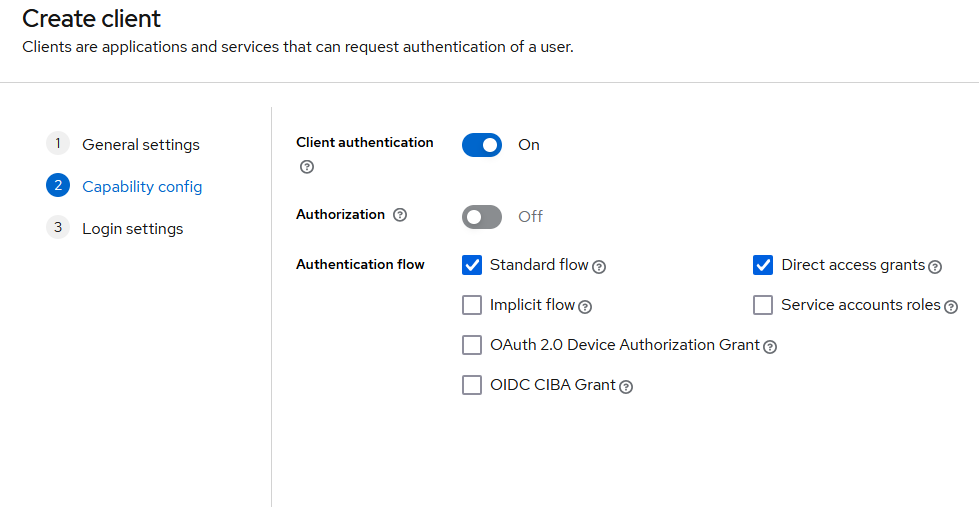 Create client
Clients are applications and services that can request authentication of a user.
1 General settings
2 Capability config
3 Login settings
Client authentication
On
Authorization
Off
Authentication flow
Standard flow
Direct access grants
Implicit flow
Service accounts roles
OAuth 2.0 Device Authorization Grant
OIDC CIBA Grant